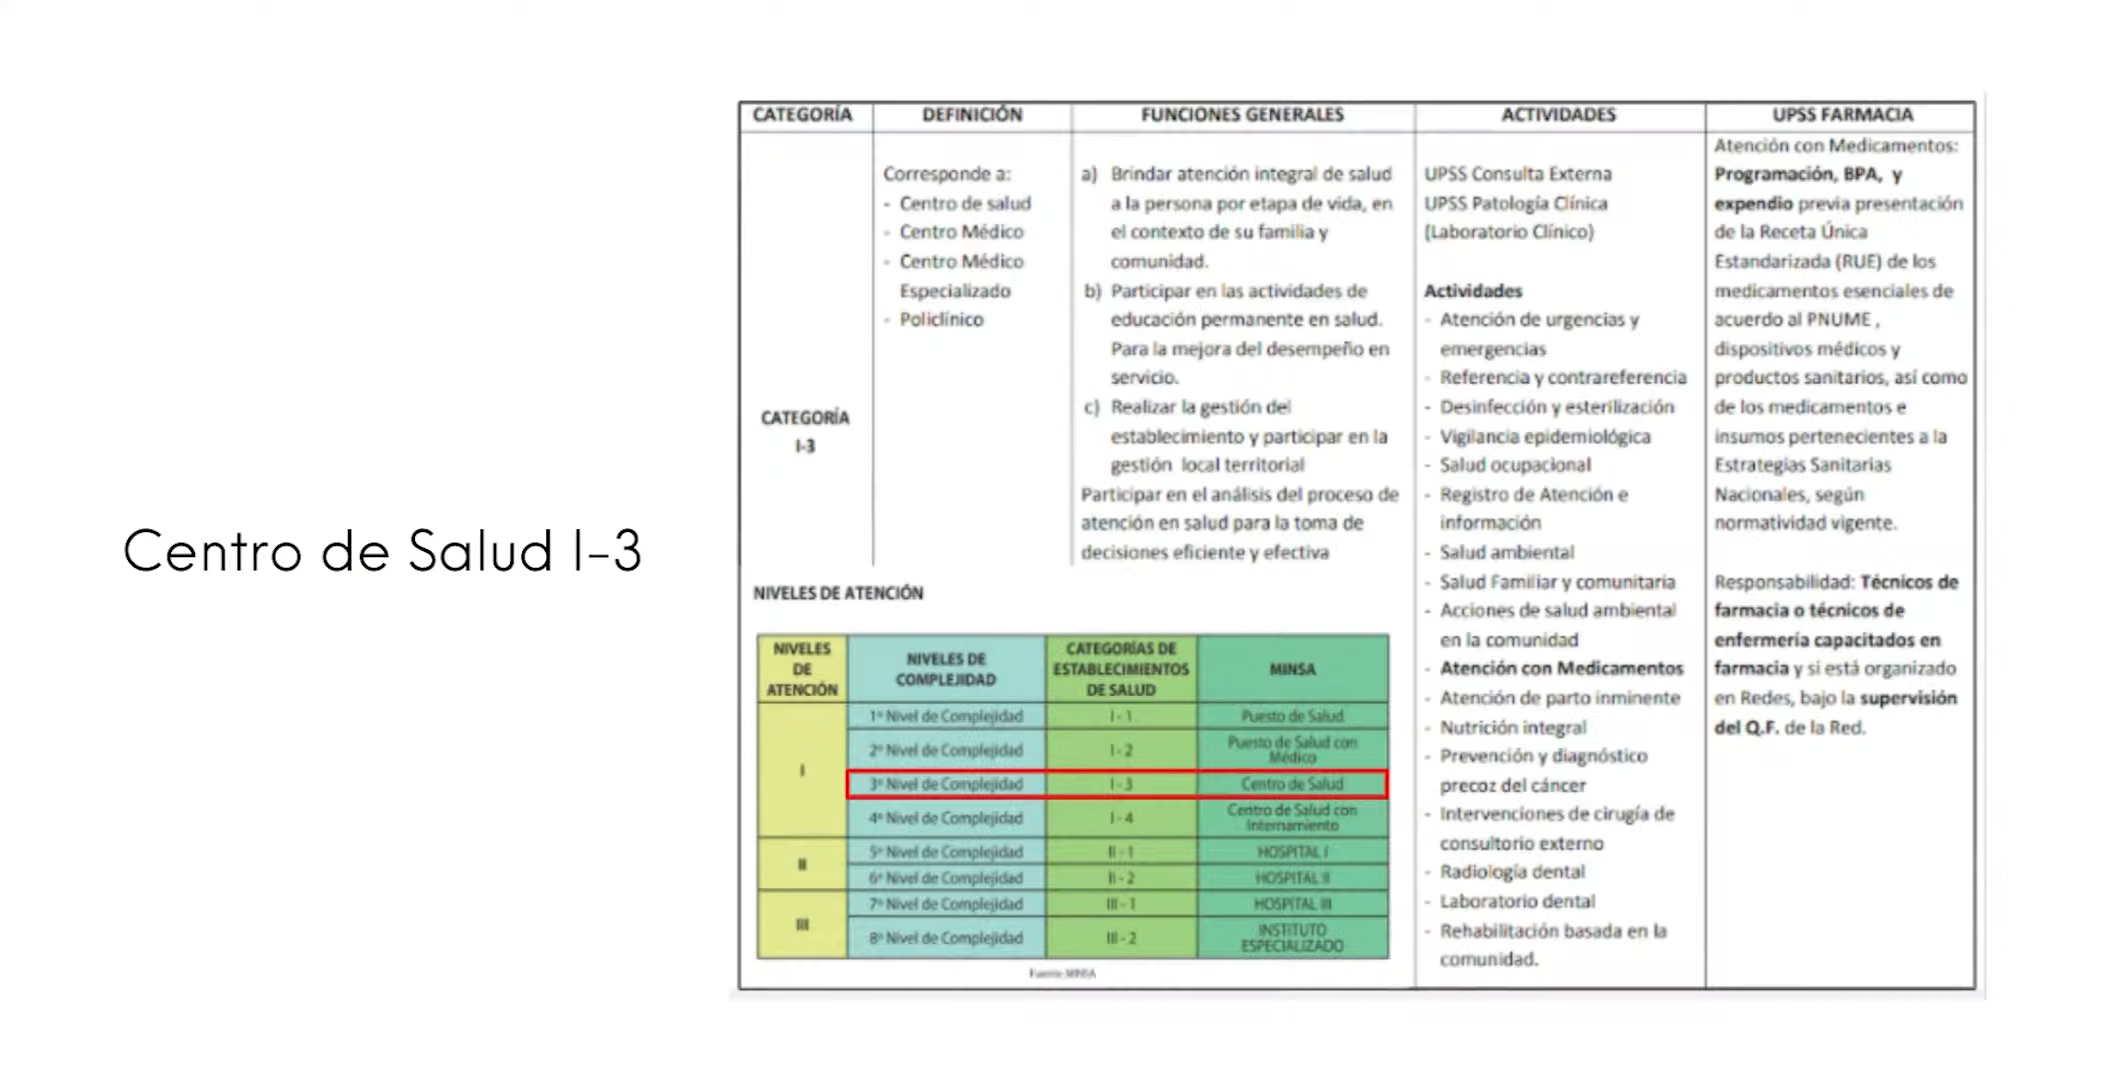 Centro de Salud I-3
CATEGORÍA
DEFINICIÓN
FUNCIONES GENERALES
ACTIVIDADES
UPSS FARMACIA
CATEGORÍA
I-3
Corresponde a:
- Centro de salud
- Centro Médico
- Centro Médico
Especializado
- Policlínico
a) Brindar atención integral de salud
a la persona por etapa de vida, en
el contexto de su familia y
comunidad.
b) Participar en las actividades de
educación permanente en salud.
Para la mejora del desempeño en
servicio.
c) Realizar la gestión del
establecimiento y participar en la
gestión local territorial
Participar en el análisis del proceso de
atención en salud para la toma de
decisiones eficiente y efectiva
UPSS Consulta Externa
UPSS Patología Clínica
(Laboratorio Clínico)
Actividades
- Atención de urgencias y
emergencias
- Referencia y contrareferencia
- Desinfección y esterilización
- Vigilancia epidemiológica
- Salud ocupacional
- Registro de Atención e
información
- Salud ambiental
- Salud Familiar y comunitaria
- Acciones de salud ambiental
en la comunidad
- Atención con Medicamentos
- Atención de parto inminente
- Nutrición integral
- Prevención y diagnóstico
precoz del cáncer
- Intervenciones de cirugía de
consultorio externo
- Radiología dental
- Laboratorio dental
- Rehabilitación basada en la
comunidad.
Atención con Medicamentos:
Programación, BPA, y
expendio previa presentación
de la Receta Única
Estandarizada (RUE) de los
medicamentos esenciales de
acuerdo al PNUME ,
dispositivos médicos y
productos sanitarios, así como
de los medicamentos e
insumos pertenecientes a la
Estrategias Sanitarias
Nacionales, según
normatividad vigente.
Responsabilidad: Técnicos de
farmacia o técnicos de
enfermería capacitados en
farmacia y si está organizado
en Redes, bajo la supervisión
del Q.F. de la Red.
NIVELES DE ATENCIÓN
NIVELES
DE
ATENCIÓN
NIVELES DE
COMPLEJIDAD
CATEGORÍAS DE
ESTABLECIMIENTOS
DE SALUD
MINSA
I
1º Nivel de Complejidad
I - 1
Puesto de Salud
2º Nivel de Complejidad
I - 2
Puesto de Salud con
Médico
3º Nivel de Complejidad
I - 3
Centro de Salud
4º Nivel de Complejidad
I - 4
Centro de Salud con
Internamiento
II
5º Nivel de Complejidad
II - 1
HOSPITAL I
6º Nivel de Complejidad
II - 2
HOSPITAL II
III
7º Nivel de Complejidad
III - 1
HOSPITAL III
8º Nivel de Complejidad
III - 2
INSTITUTO
ESPECIALIZADO
Fuente: MINSA